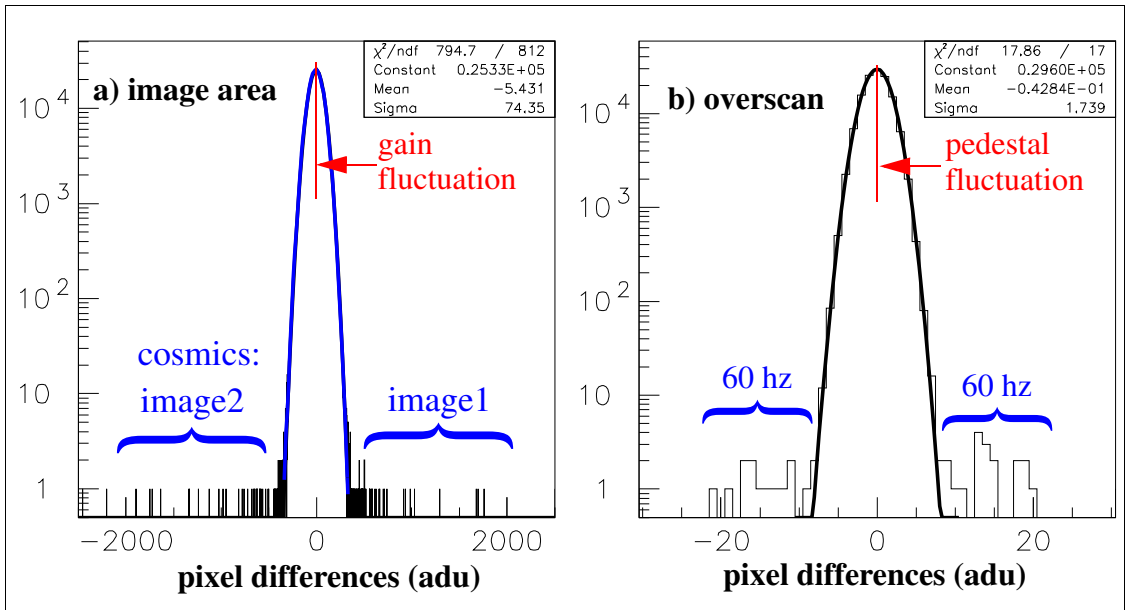 χ²/ndf 794.7 / 812
Constant 0.2533E+05
Mean −5.431
Sigma 74.35
a) image area
gain
fluctuation
cosmics:
image2
image1
10⁴
10³
10²
10
1
−2000
0
2000
pixel differences (adu)
χ²/ndf 17.86 / 17
Constant 0.2960E+05
Mean −0.4284E−01
Sigma 1.739
b) overscan
pedestal
fluctuation
60 hz
60 hz
10⁴
10³
10²
10
1
−20
0
20
pixel differences (adu)